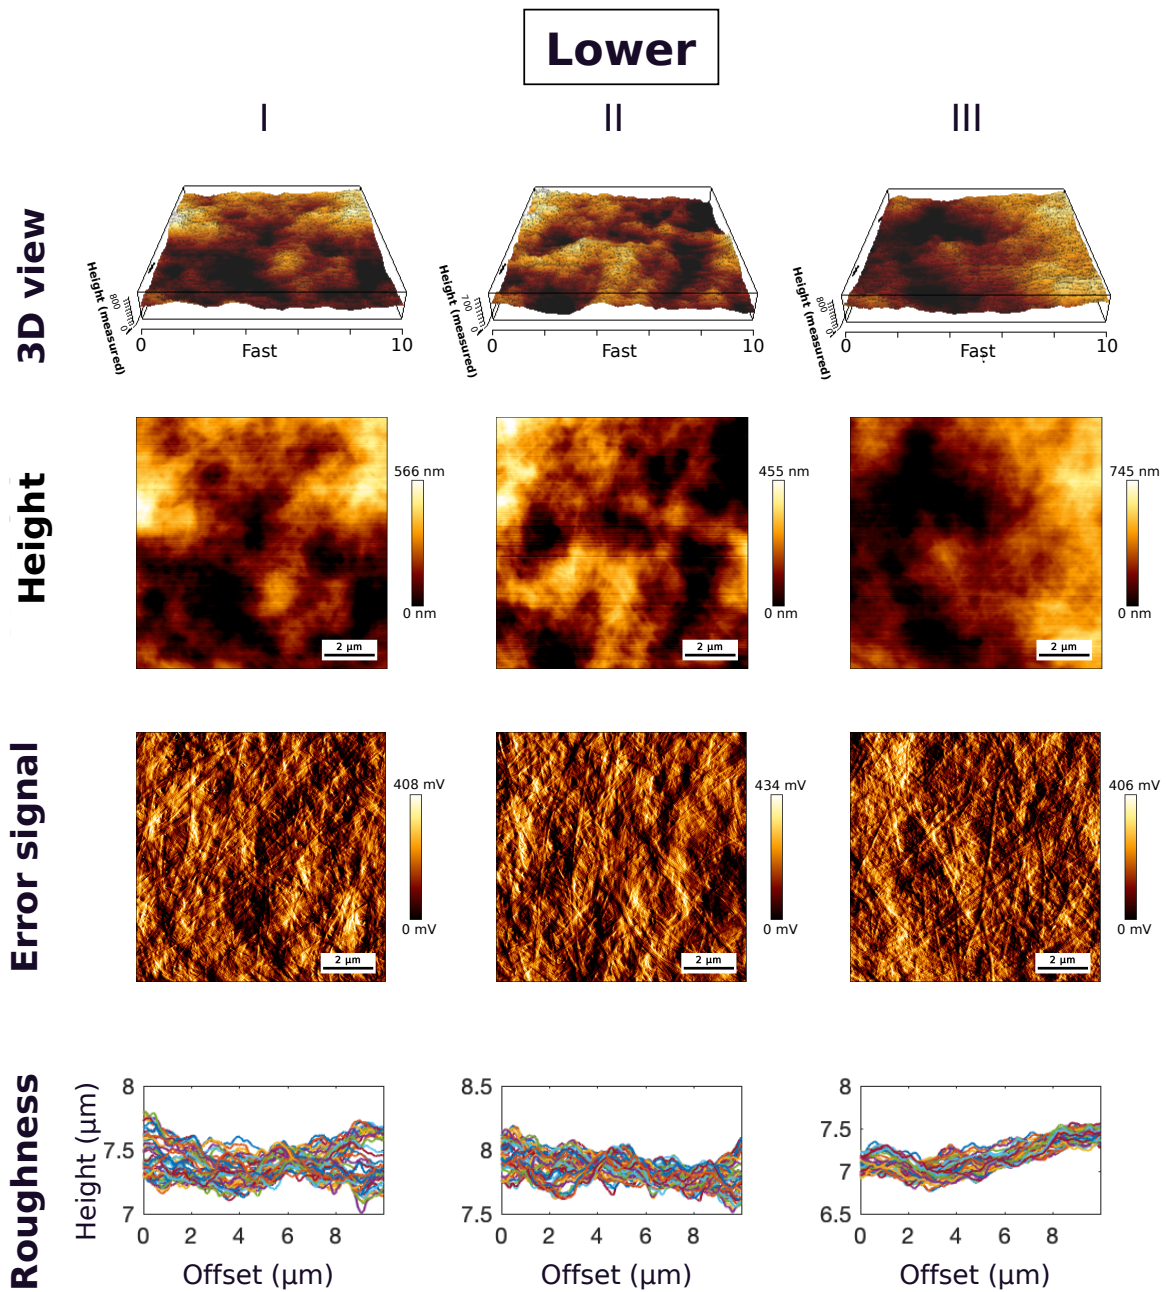 Lower
I II III
3D view
Height (measured)
800
0
0 Fast 10
Height (measured)
700
0
0 Fast 10
Height (measured)
800
0
0 Fast 10
Height
566 nm
0 nm
2 μm
455 nm
0 nm
2 μm
745 nm
0 nm
2 μm
Error signal
408 mV
0 mV
2 μm
434 mV
0 mV
2 μm
406 mV
0 mV
2 μm
Roughness
Height (μm)
8
7.5
7
0 2 4 6 8
Offset (μm)
8.5
8
7.5
0 2 4 6 8
Offset (μm)
8
7.5
7
6.5
0 2 4 6 8
Offset (μm)